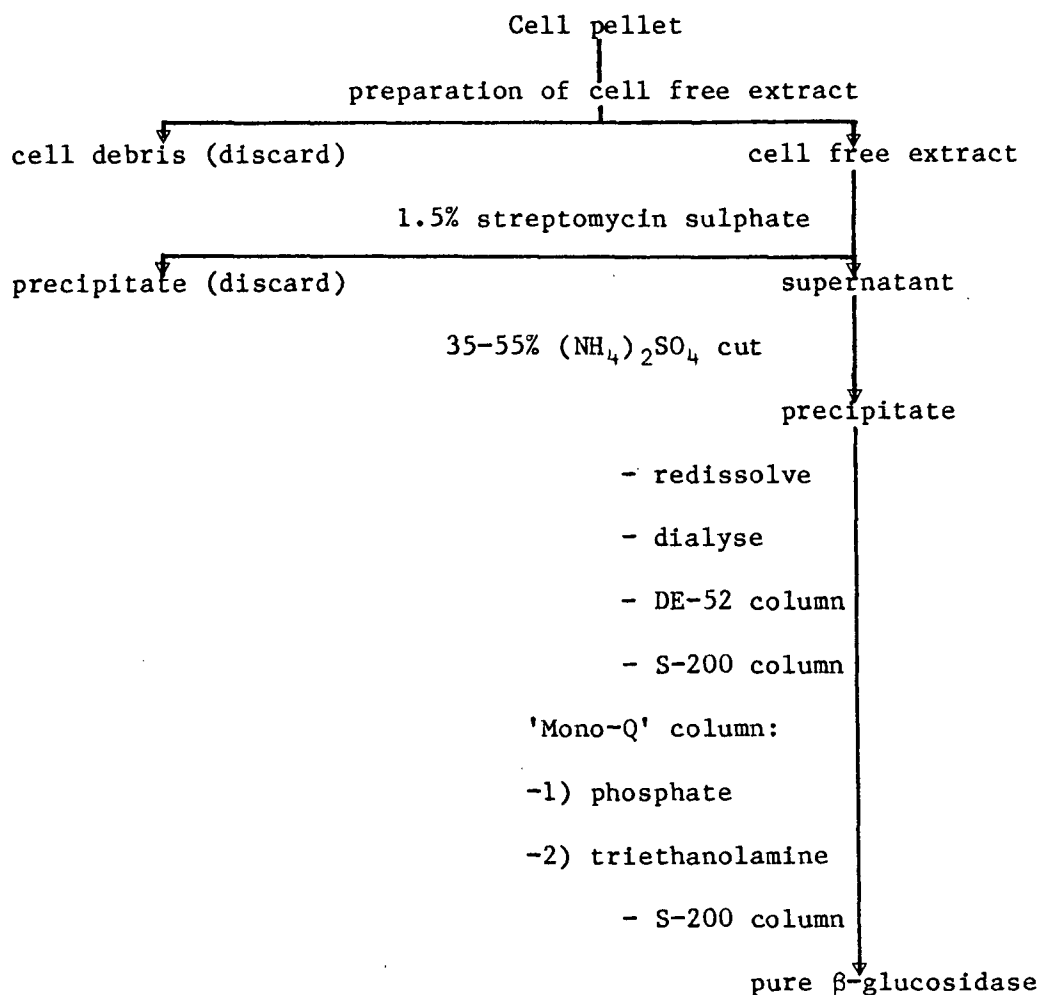 Cell pellet
preparation of cell free extract
cell debris (discard) cell free extract
1.5% streptomycin sulphate
precipitate (discard) supernatant
35-55% (NH₄)₂SO₄ cut
precipitate
- redissolve
- dialyse
- DE-52 column
- S-200 column
'Mono-Q' column:
-1) phosphate
-2) triethanolamine
- S-200 column
pure β-glucosidase